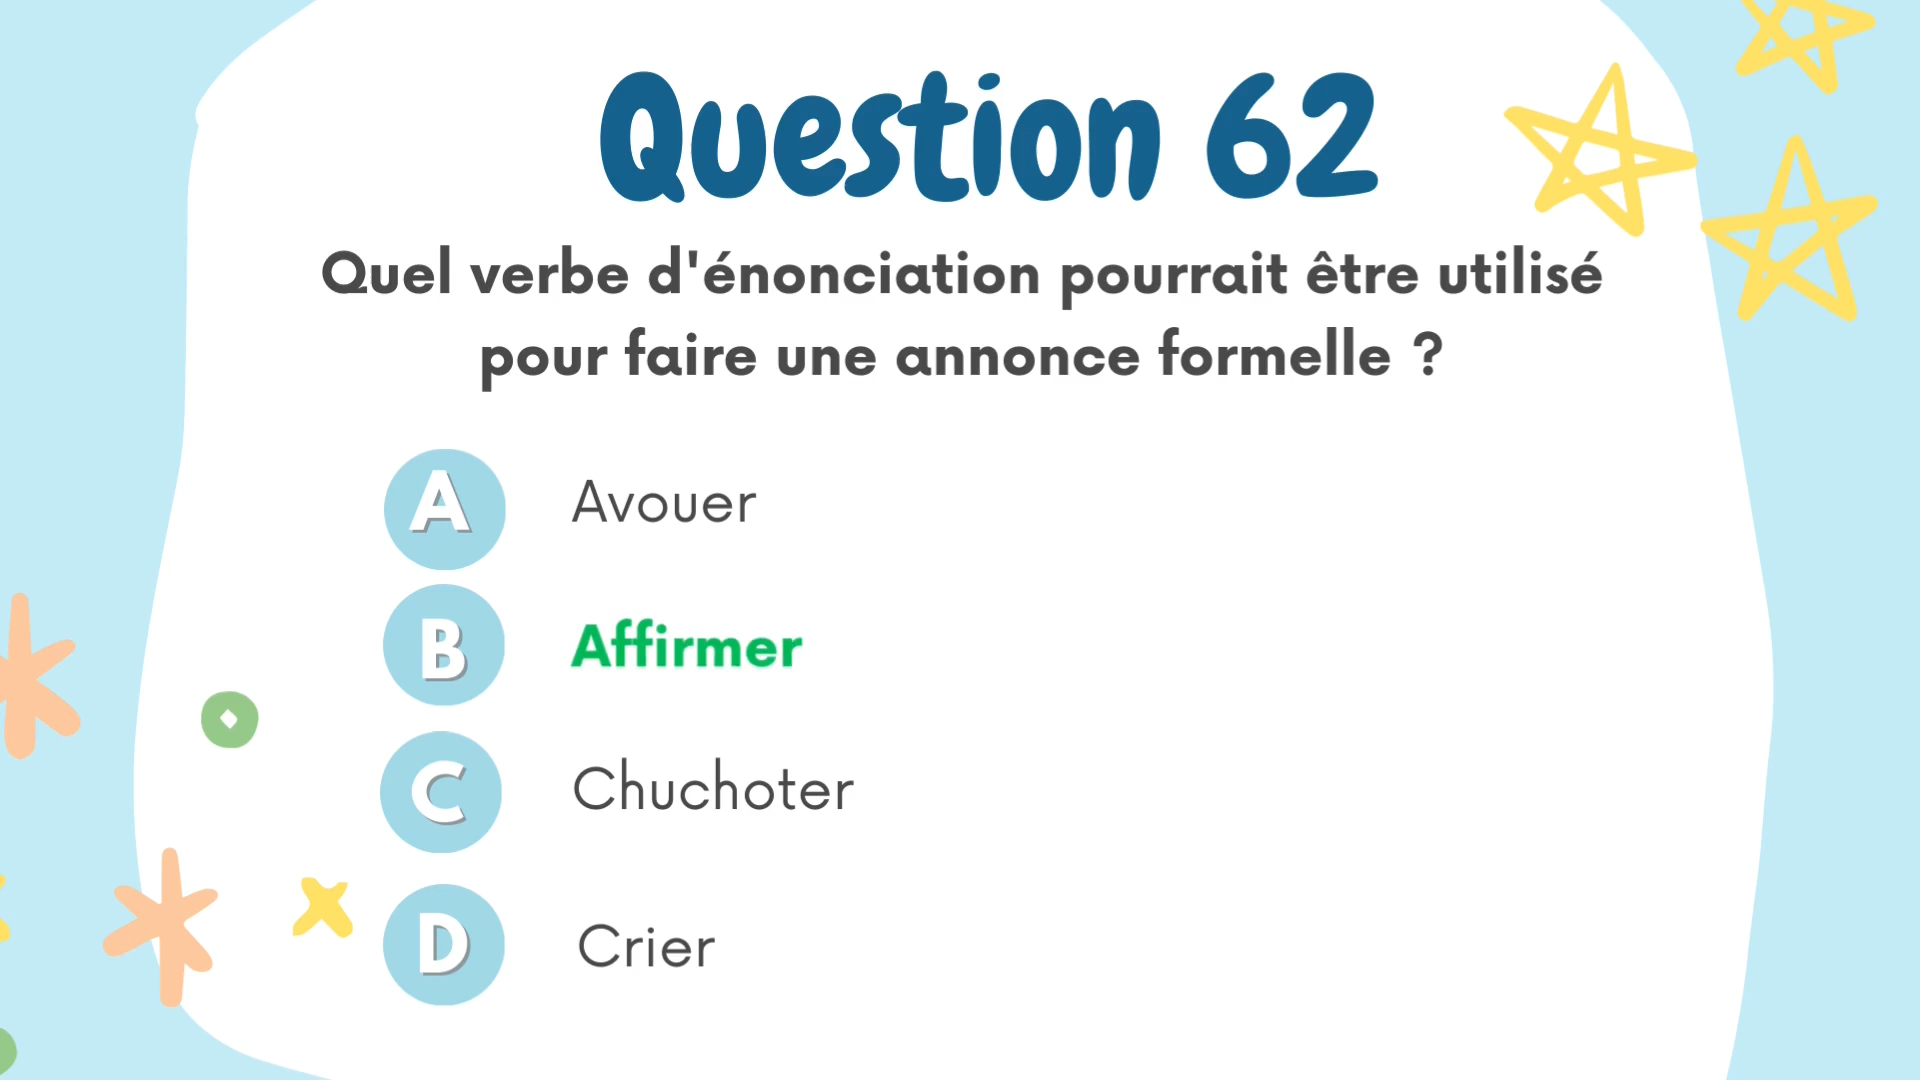 Question 62
Quel verbe d'énonciation pourrait être utilisé
pour faire une annonce formelle ?
A Avouer
B Affirmer
C Chuchoter
D Crier